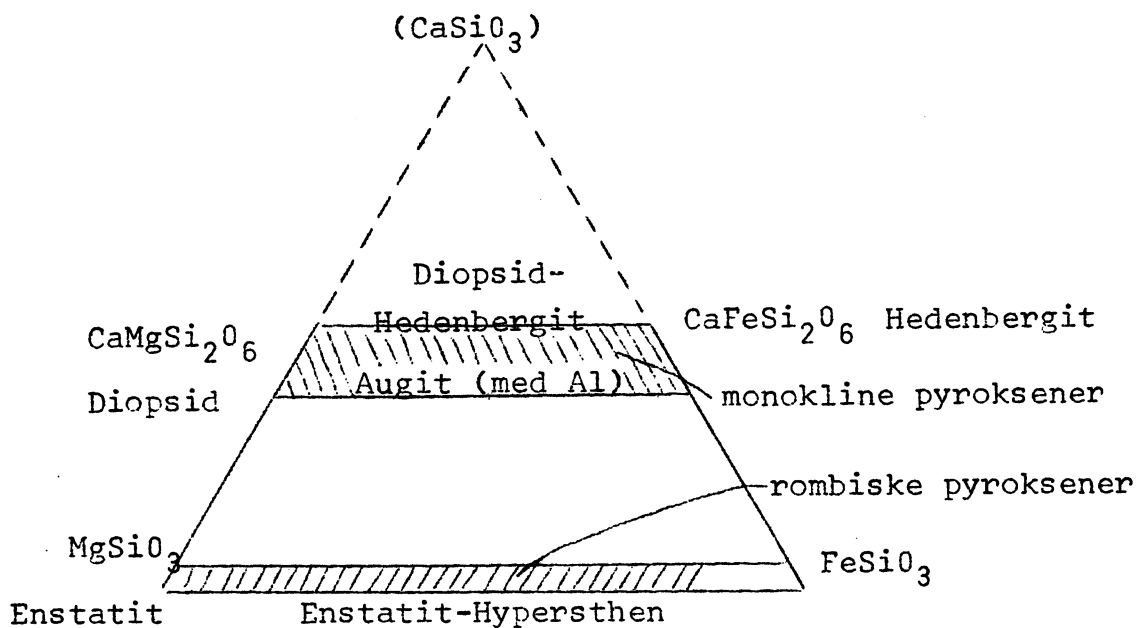 (CaSiO₃)
Diopsid-
Hedenbergit
CaMgSi₂O₆
Diopsid
CaFeSi₂O₆ Hedenbergit
Augit (med Al)
monokline pyroksener
rombiske pyroksener
MgSiO₃
FeSiO₃
Enstatit
Enstatit-Hypersthen